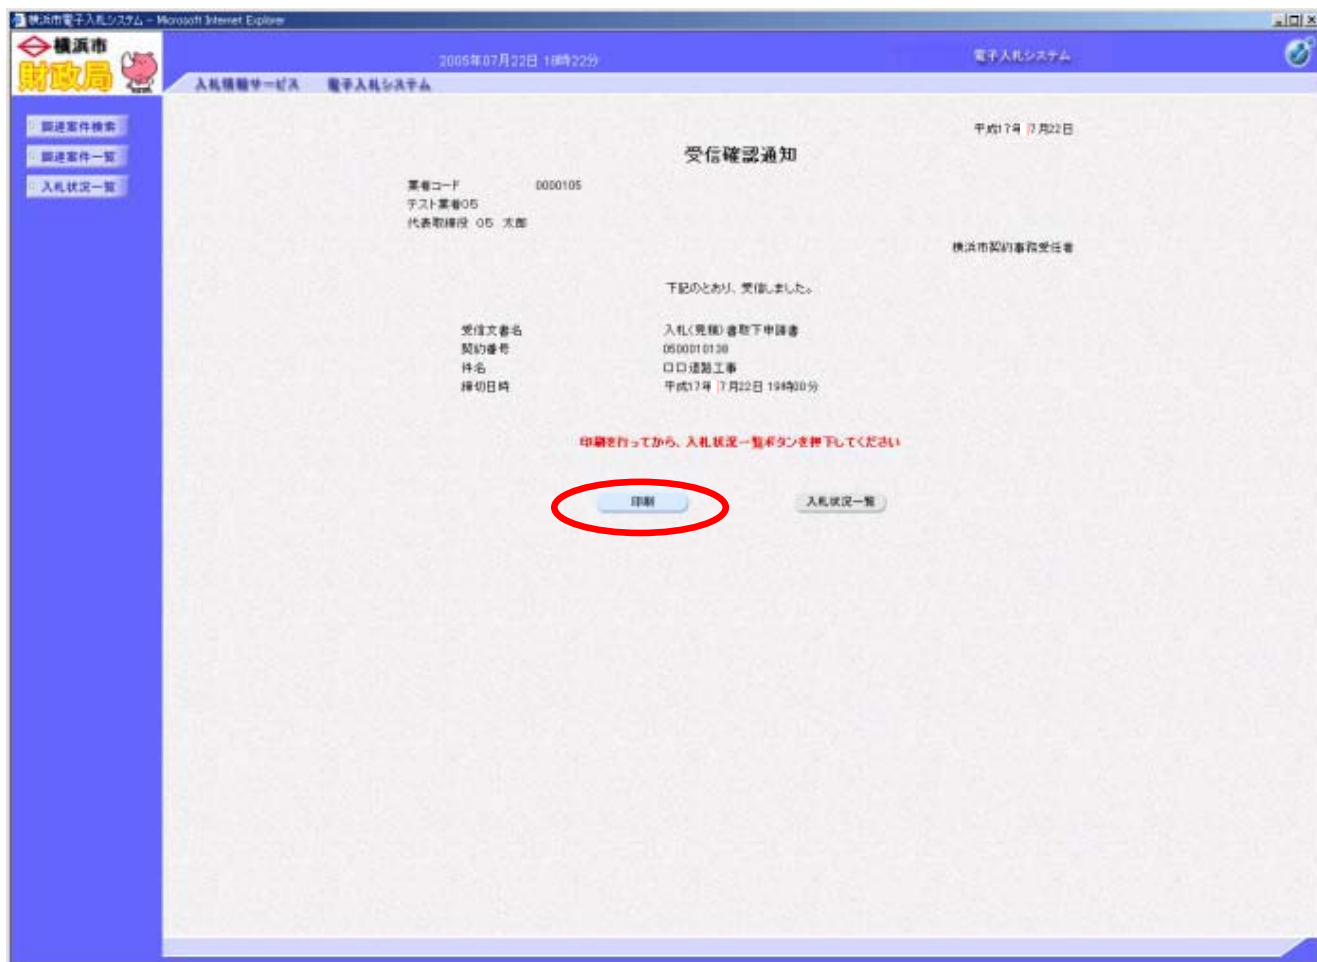 横浜市電子入札システム - Microsoft Internet Explorer
横浜市
財政局
2005年07月22日 18時22分
電子入札システム
入札情報サービス 電子入札システム
調達案件検索
調達案件一覧
入札状況一覧
平成17年 7月22日
受信確認通知
業者コード 0000105
テスト業者05
代表取締役 05 太郎
横浜市契約事務受任者
下記のとおり、受信しました。
受信文書名 入札(見積)書取下申請書
契約番号 0500010130
件名 口口道路工事
締切日時 平成17年 7月22日 19時00分
印刷を行ってから、入札状況一覧ボタンを押下してください
印刷
入札状況一覧